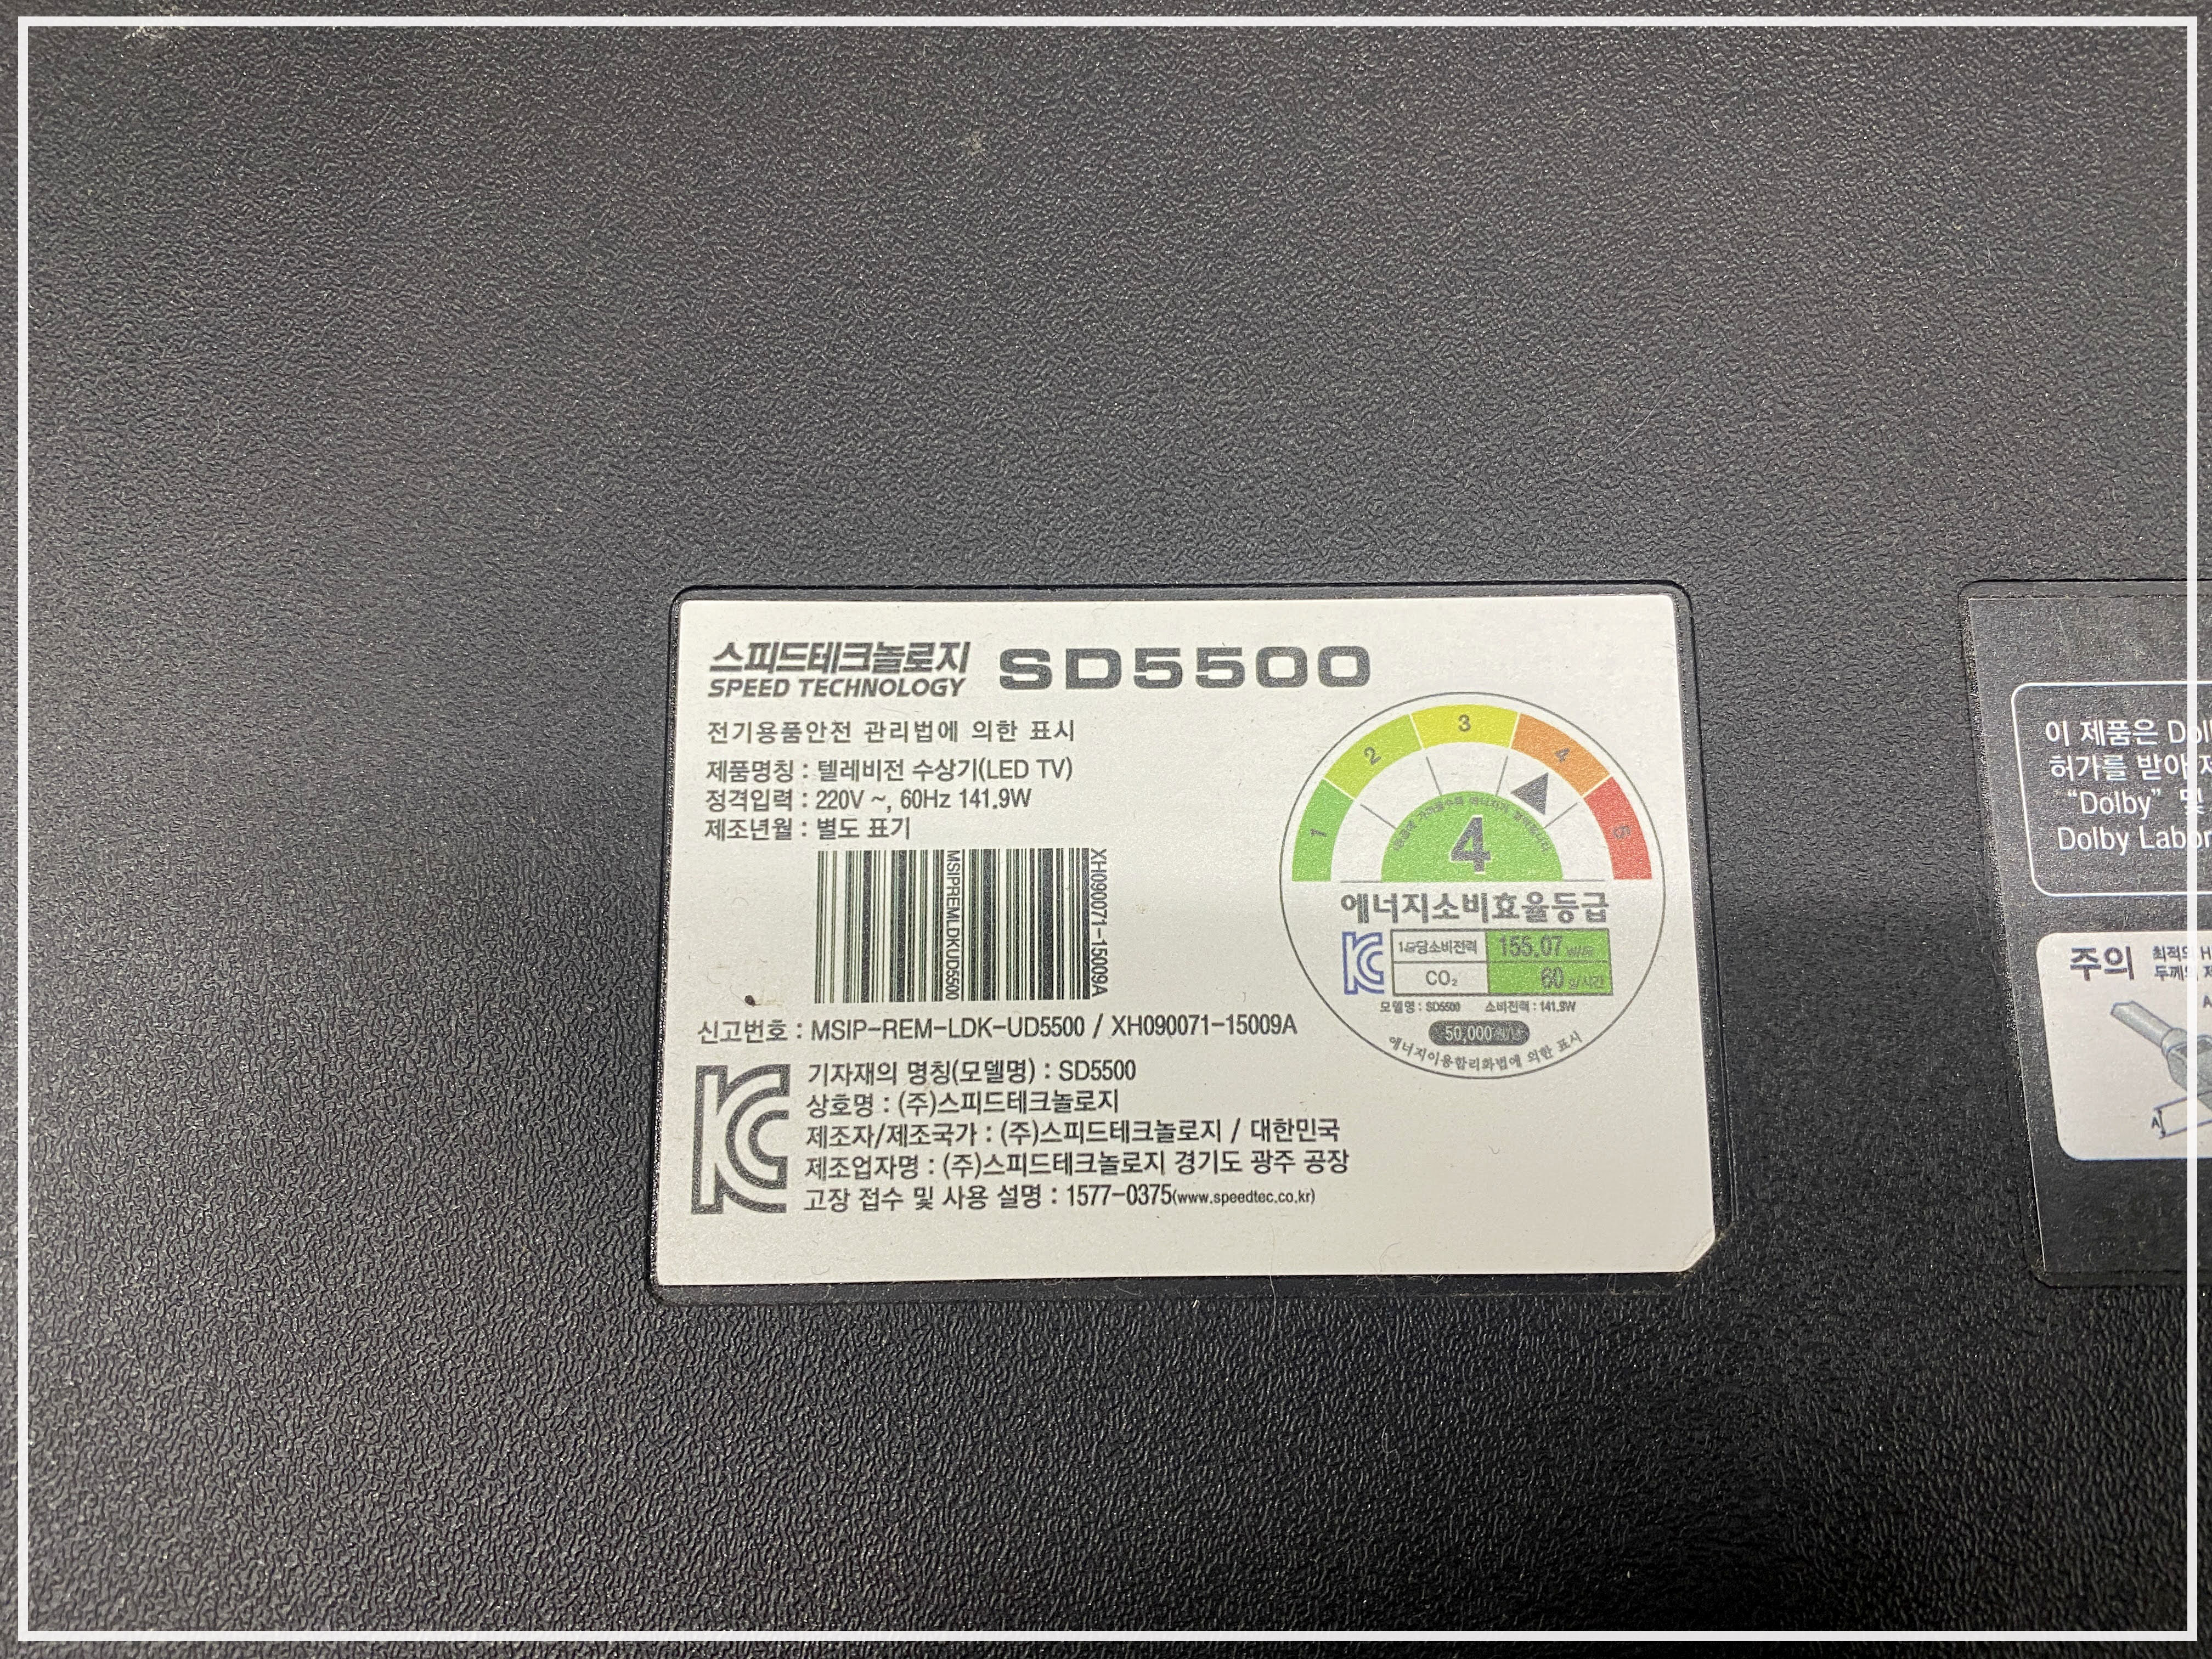 스피드테크놀로지 SD5500
SPEED TECHNOLOGY
전기용품안전 관리법에 의한 표시
제품명칭 : 텔레비전 수상기(LED TV)
정격입력 : 220V ~, 60Hz 141.9W
제조년월 : 별도 표기
MSIPREMLDKUD5500
XH090071-15009A
신고번호 : MSIP-REM-LDK-UD5500 / XH090071-15009A
기자재의 명칭(모델명) : SD5500
상호명 : (주)스피드테크놀로지
제조자/제조국가 : (주)스피드테크놀로지 / 대한민국
제조업자명 : (주)스피드테크놀로지 경기도 광주 공장
고장 접수 및 사용 설명 : 1577-0375(www.speedtec.co.kr)
1 2 3 4 5
4
에너지소비효율등급
1㎡당소비전력 155.07
CO₂ 60 g/시간
모델명 : SD5500 소비전력 : 141.9W
50,000
에너지이용합리화법에 의한 표시
이 제품은
허가를 받아
"Dolby" 및
Dolby
주의
A